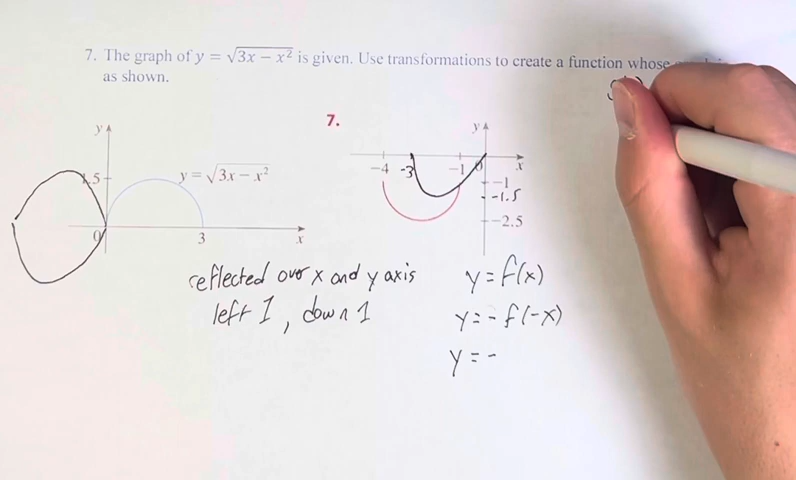 7. The graph of y = √3x − x² is given. Use transformations to create a function whose
as shown.
7.
y
y
1.5
y = √3x − x²
0
3
x
-4 -3 -1 0 x
-1
-1.5
-2.5
reflected over x and y axis
left 1, down 1
y = f(x)
y = - f(-x)
y = -